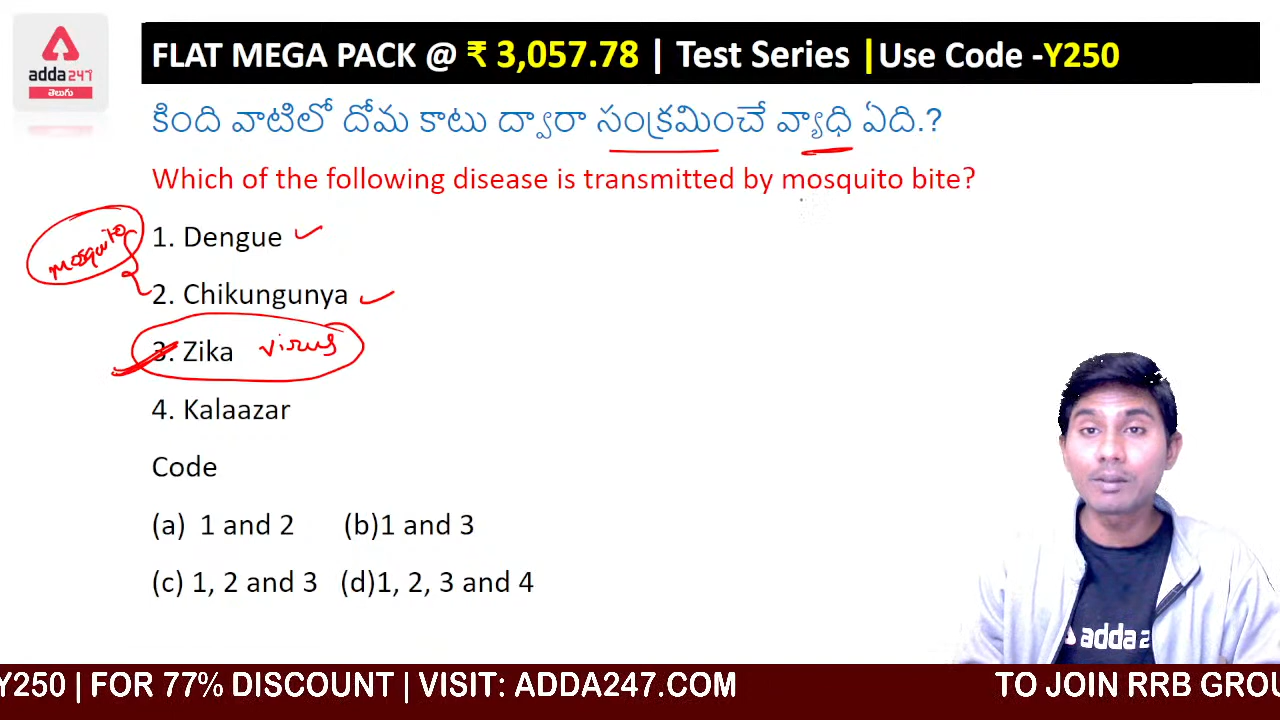 adda247
తెలుగు
FLAT MEGA PACK @ ₹ 3,057.78 | Test Series |Use Code -Y250
కింది వాటిలో దోమ కాటు ద్వారా సంక్రమించే వ్యాధి ఏది.?
Which of the following disease is transmitted by mosquito bite?
mosquito
1. Dengue
2. Chikungunya
3. Zika virus
4. Kalaazar
Code
(a) 1 and 2 (b)1 and 3
(c) 1, 2 and 3 (d)1, 2, 3 and 4
adda2
Y250 | FOR 77% DISCOUNT | VISIT: ADDA247.COM TO JOIN RRB GROU